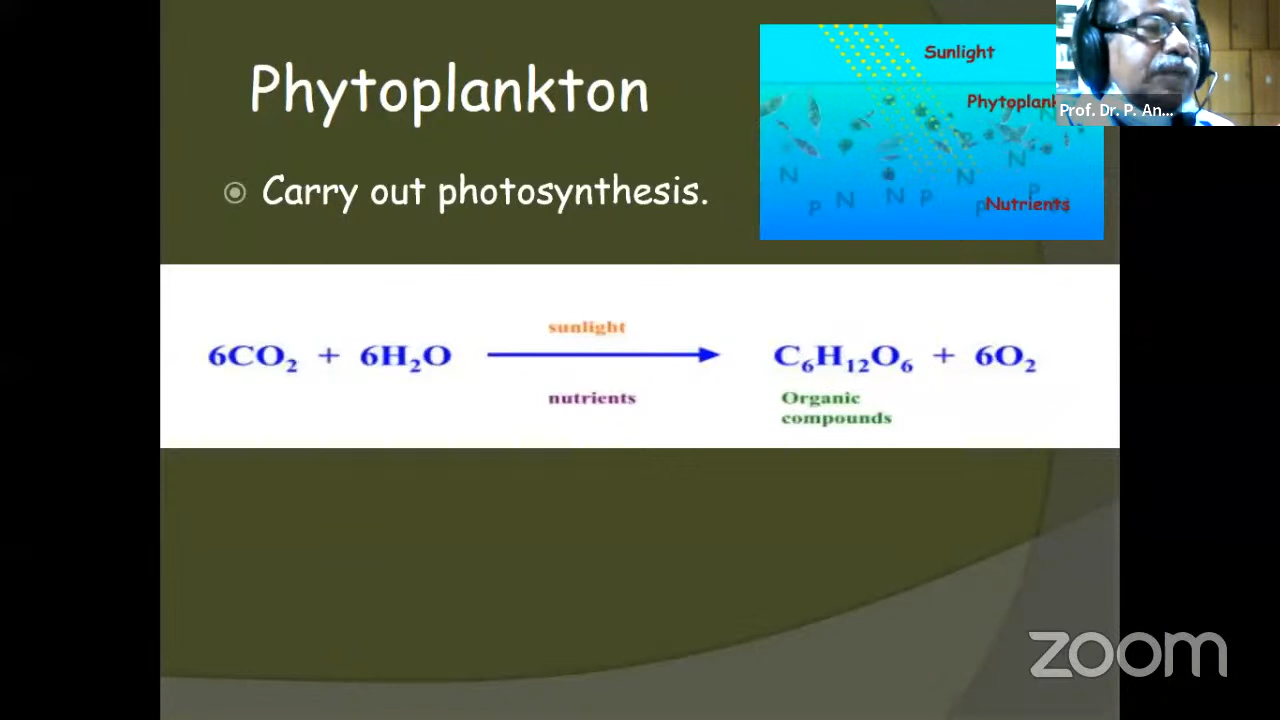 Phytoplankton
Carry out photosynthesis.
Sunlight
Phytoplank
Prof. Dr. P. An...
N
N
P
N
N
P
N
P
P
Nutrients
sunlight
6CO₂ + 6H₂O
C₆H₁₂O₆ + 6O₂
nutrients
Organic
compounds
zoom